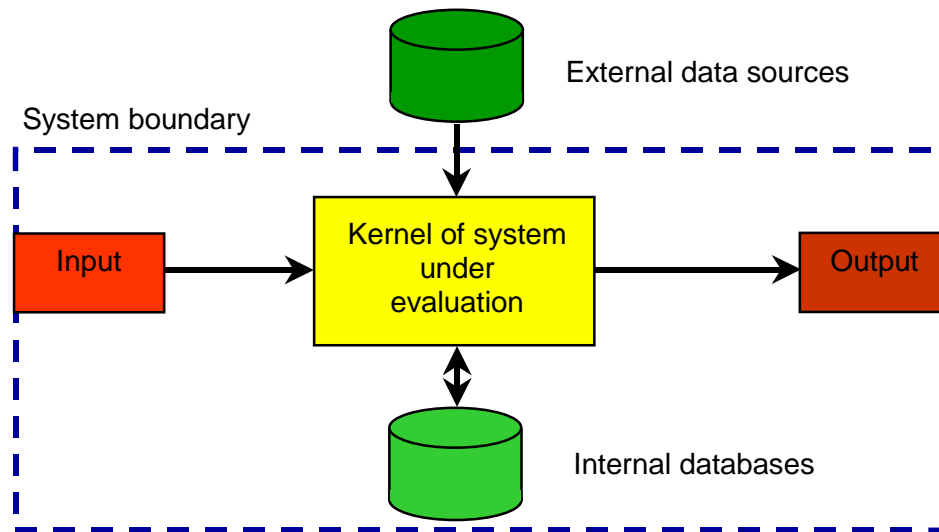 External data sources
System boundary
Kernel of system
under
evaluation
Input
Output
Internal databases